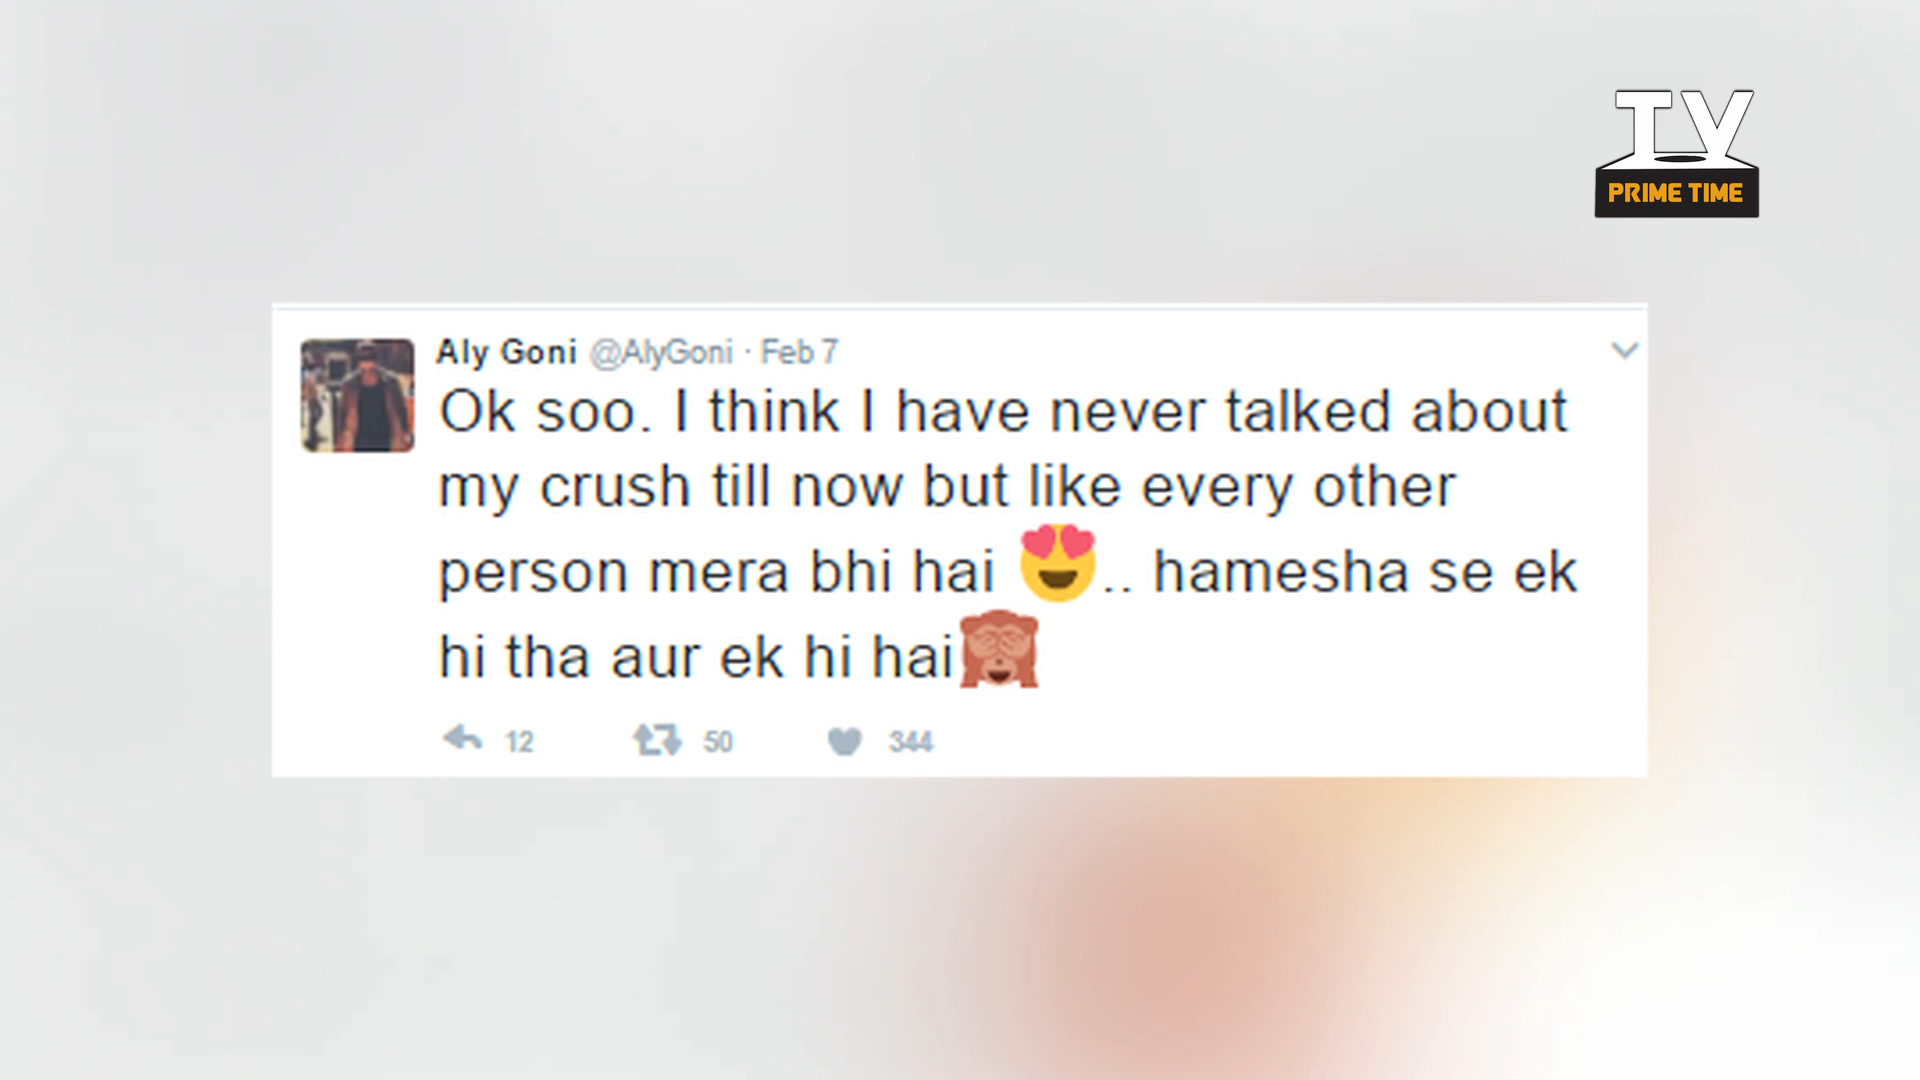 TV
PRIME TIME
Aly Goni @AlyGoni · Feb 7
Ok soo. I think I have never talked about
my crush till now but like every other
person mera bhi hai 😍.. hamesha se ek
hi tha aur ek hi hai🙈
12 50 344